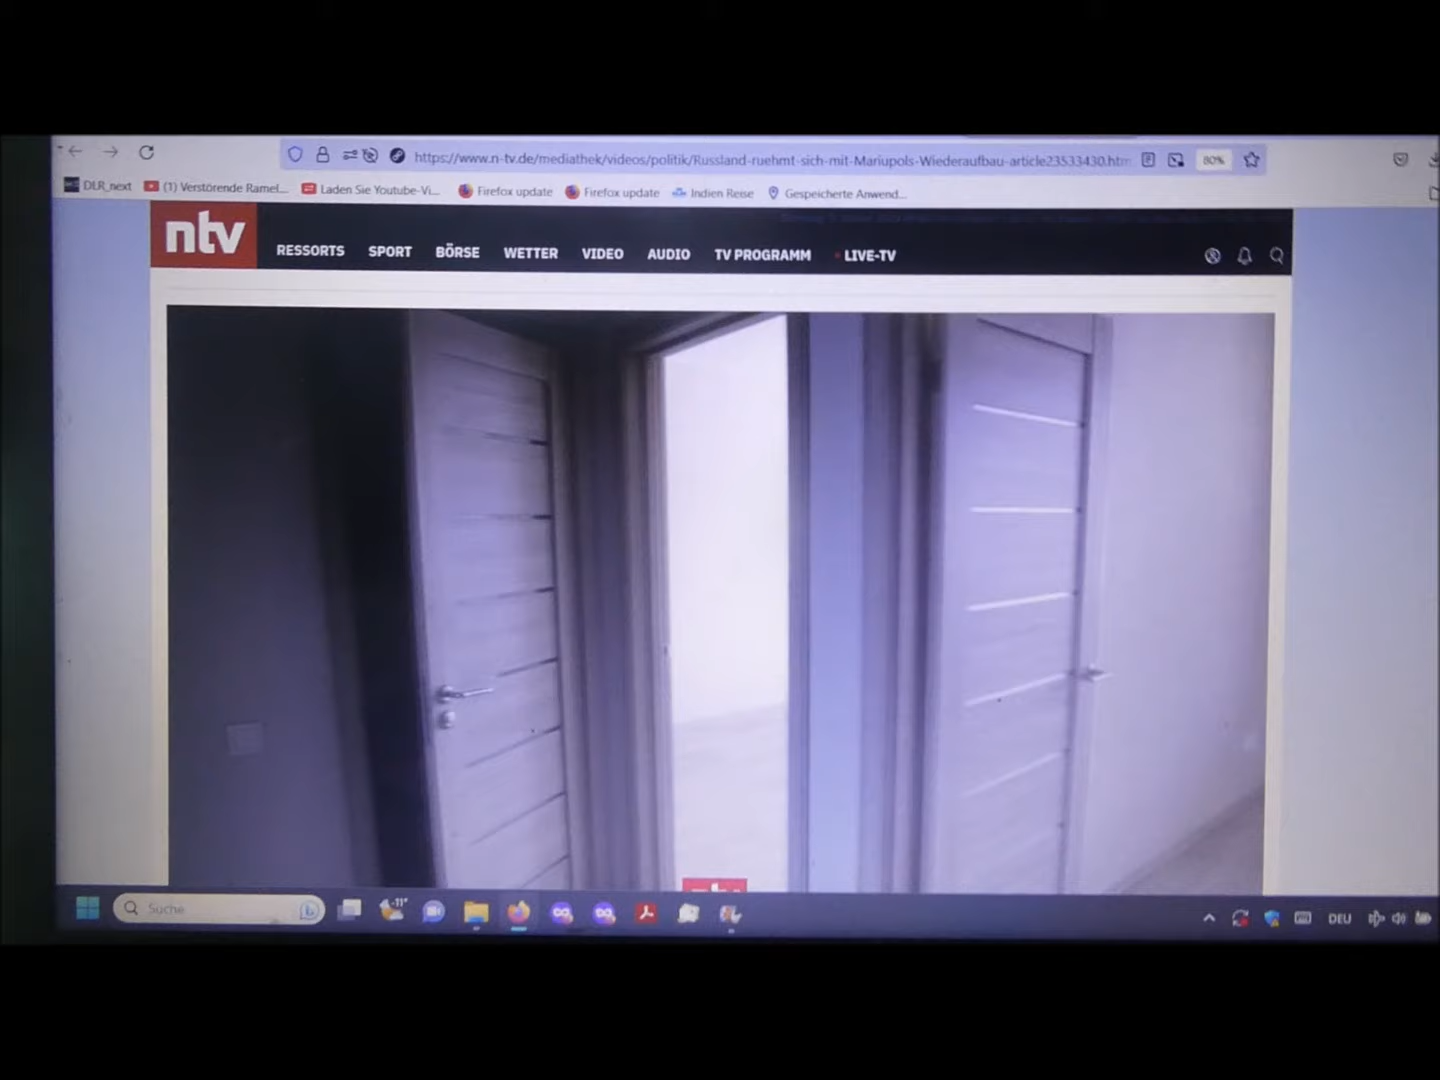 https://www.n-tv.de/mediathek/videos/politik/Russland-ruehmt-sich-mit-Mariupols-Wiederaufbau-article23533430.htm
80%
DLR_next
(1) Verstörende Ramel...
Laden Sie Youtube-Vi...
Firefox update
Firefox update
Indien Reise
Gespeicherte Anwend...
ntv
RESSORTS SPORT BÖRSE WETTER VIDEO AUDIO TV PROGRAMM LIVE-TV
Suche
-11°
DEU